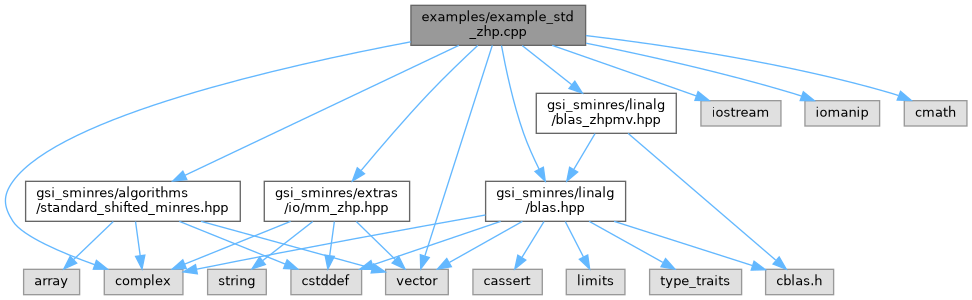 examples/example_std
_zhp.cpp
gsi_sminres/linalg
/blas_zhpmv.hpp
iostream
iomanip
cmath
gsi_sminres/algorithms
/standard_shifted_minres.hpp
gsi_sminres/extras
/io/mm_zhp.hpp
gsi_sminres/linalg
/blas.hpp
array
complex
string
cstddef
vector
cassert
limits
type_traits
cblas.h